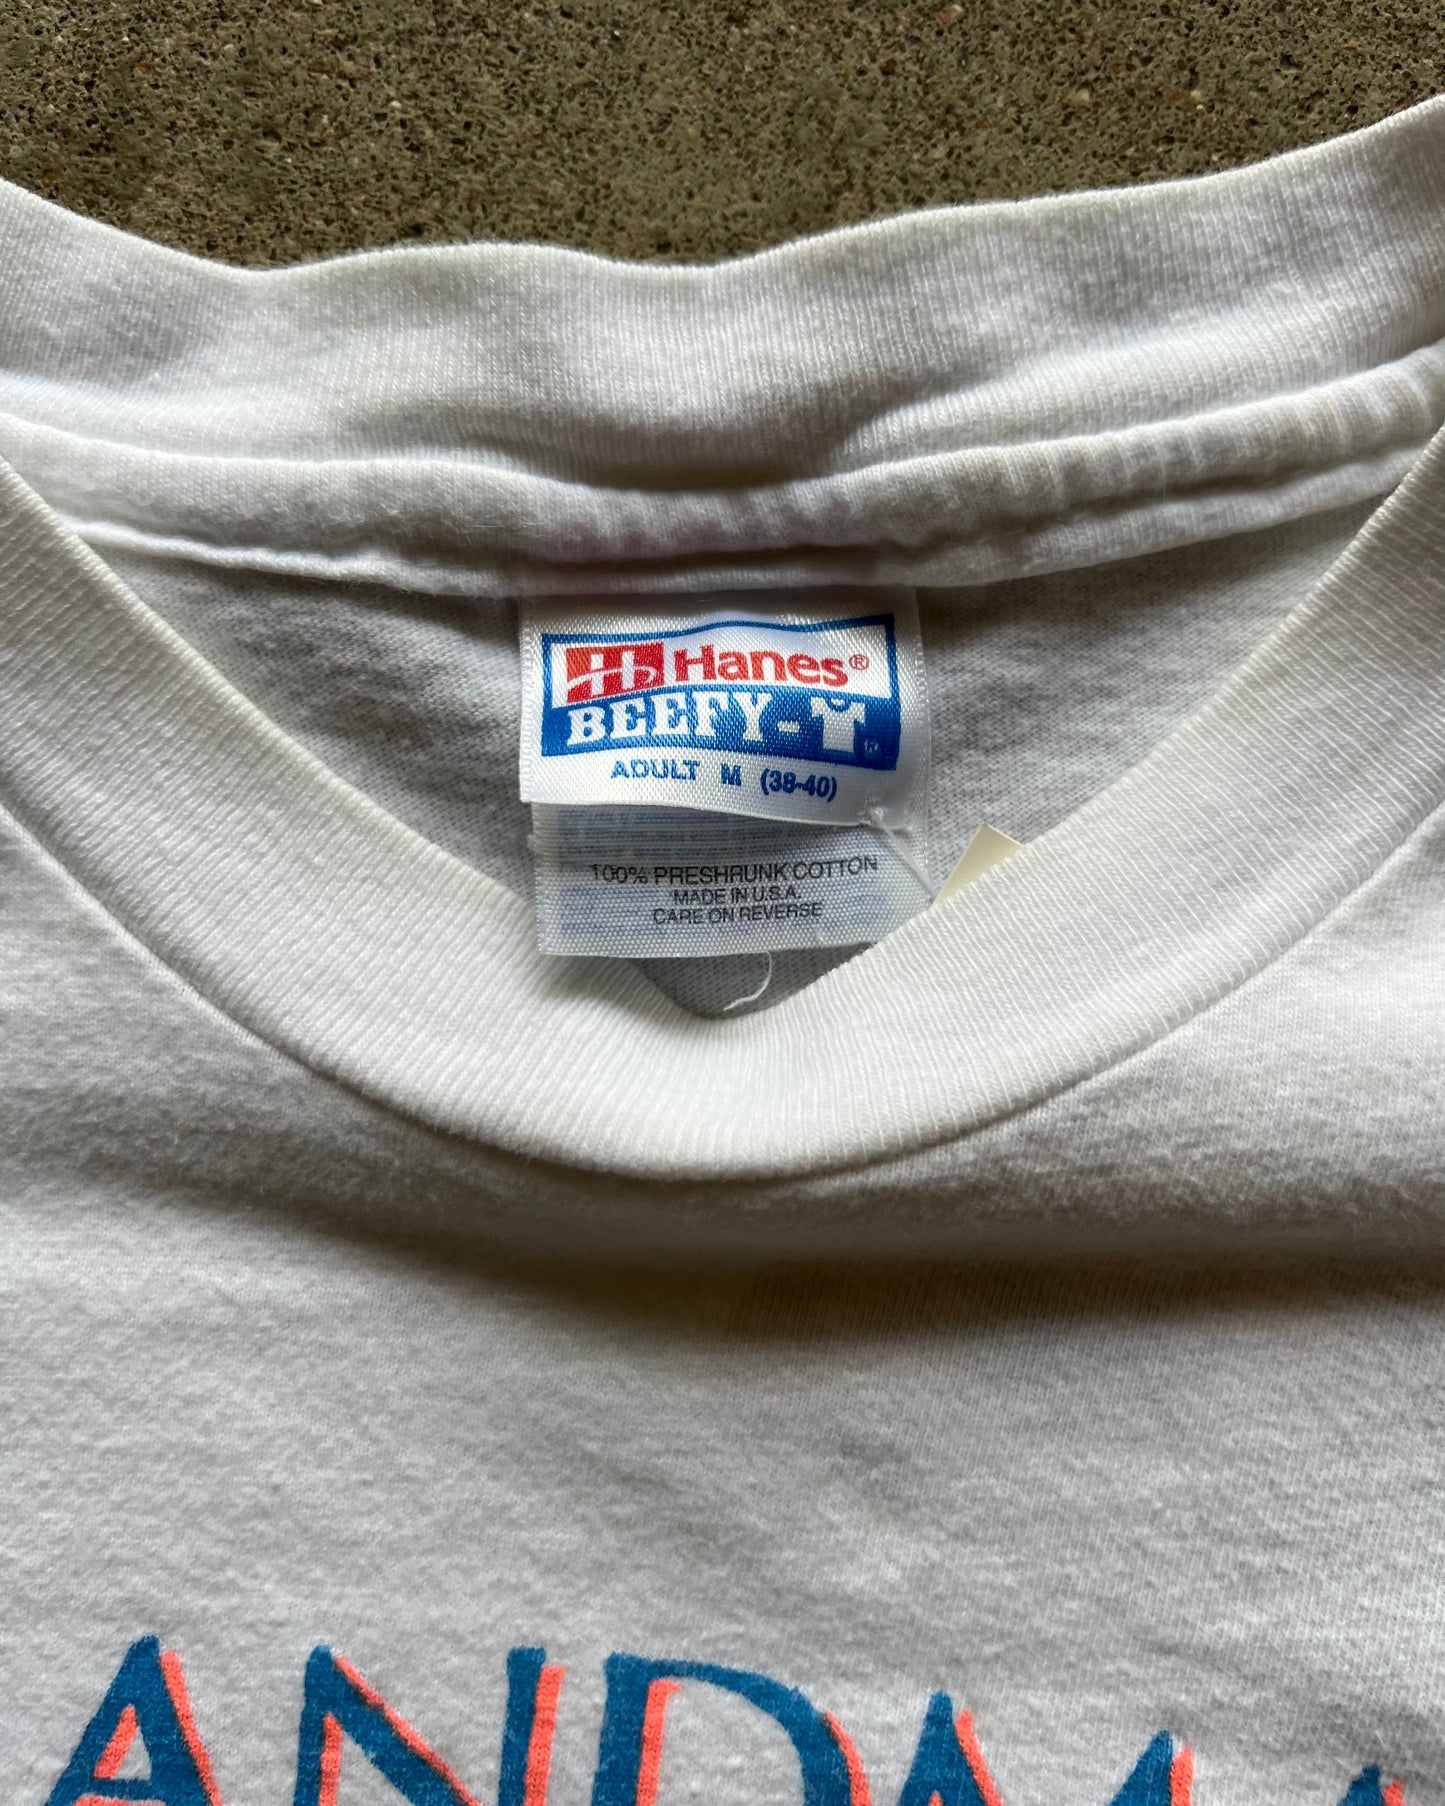 Hanes®
BEEFY-T®
ADULT M (38-40)
100% PRESHRUNK COTTON
MADE IN U.S.A.
CARE ON REVERSE